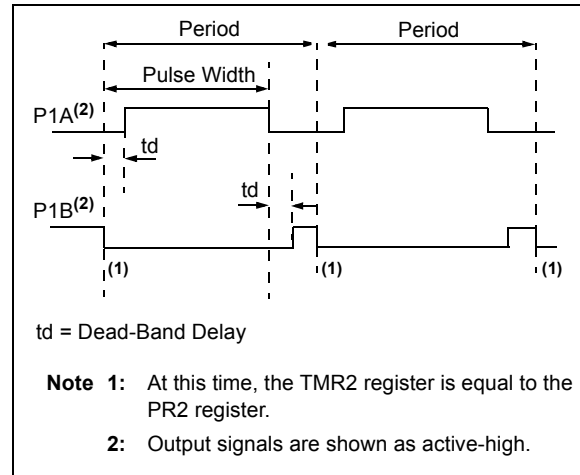 Period Period
Pulse Width
P1A(2)
td
td
P1B(2)
(1) (1) (1)
td = Dead-Band Delay
Note 1: At this time, the TMR2 register is equal to the
PR2 register.
2: Output signals are shown as active-high.